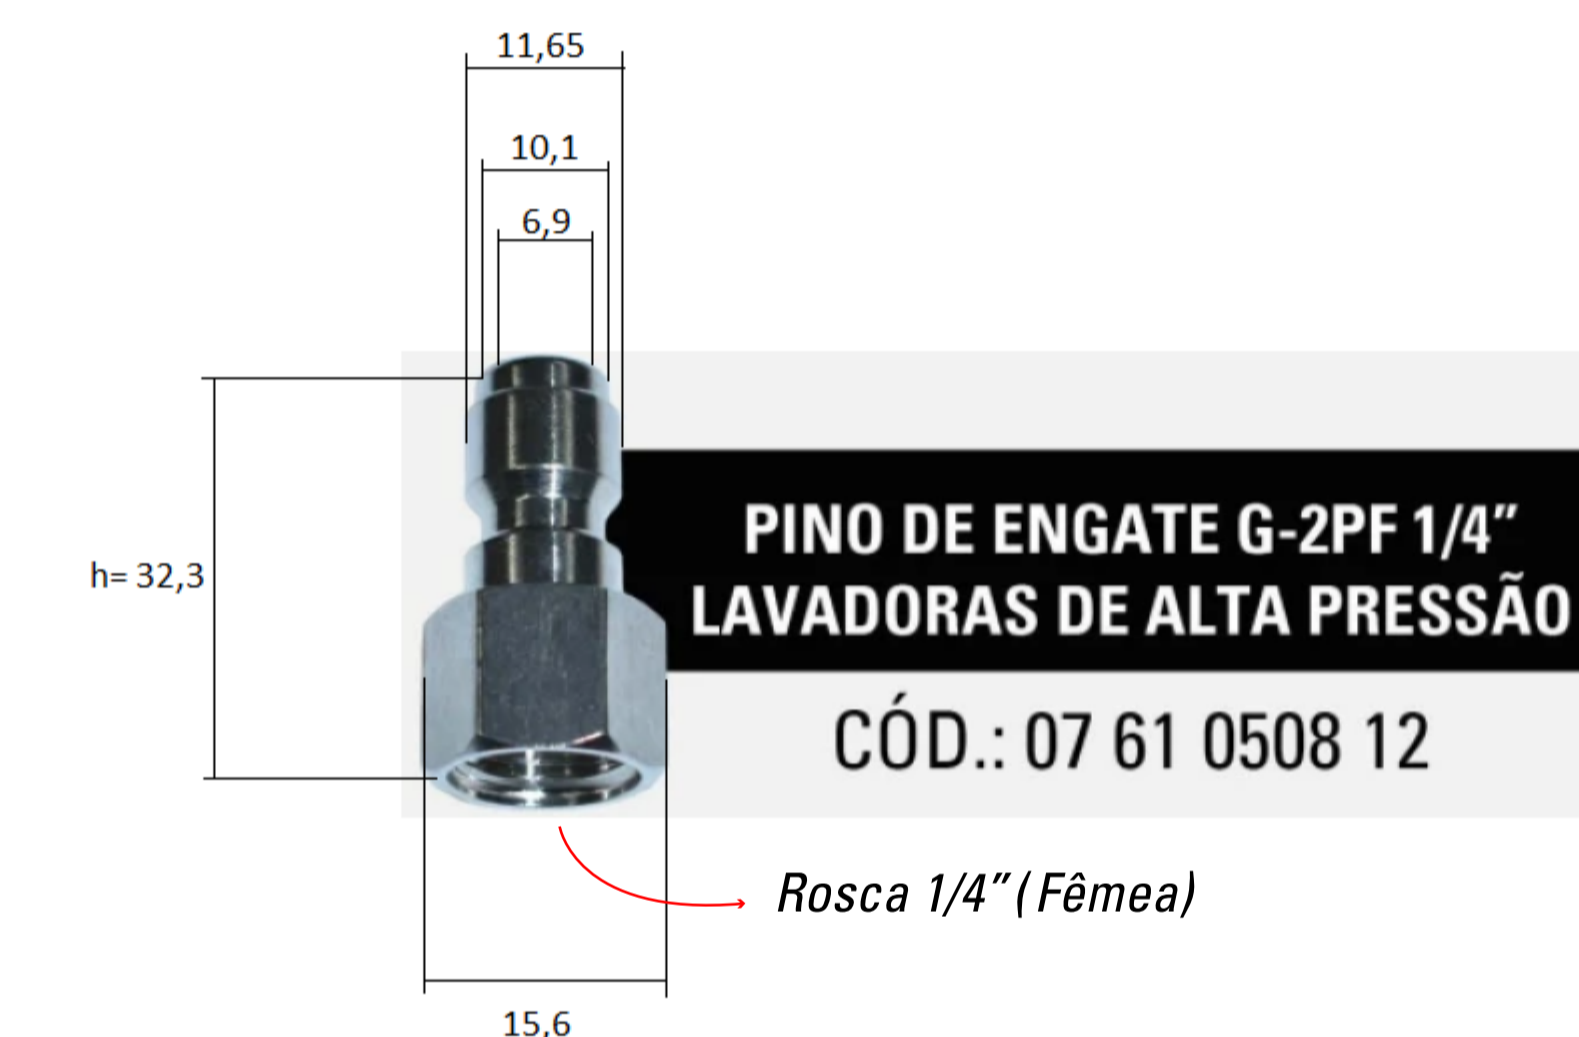 11,65
10,1
6,9
h= 32,3
PINO DE ENGATE G-2PF 1/4”
LAVADORAS DE ALTA PRESSÃO
CÓD.: 07 61 0508 12
Rosca 1/4” (Fêmea)
15,6